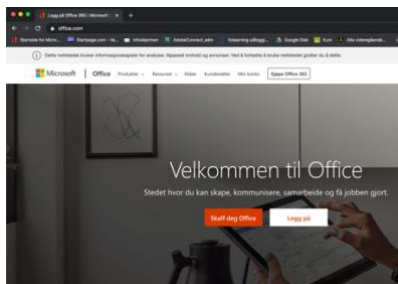 Logg på Office 365 | Microsoft
office.com
Startpage.com
AdobeConnect_adm
Google Disk
Dette nettstedet bruker informasjonskapsler for analyser, tilpasset innhold og annonser. Ved å fortsette å bruke nettstedet godtar du å dette.
Microsoft | Office Produkter Ressurser Maler Kundestøtte Min konto Kjøpe Office 365
Velkommen til Office
Stedet hvor du kan skape, kommunisere, samarbeide og få jobben gjort.
Skaff deg Office Logg på